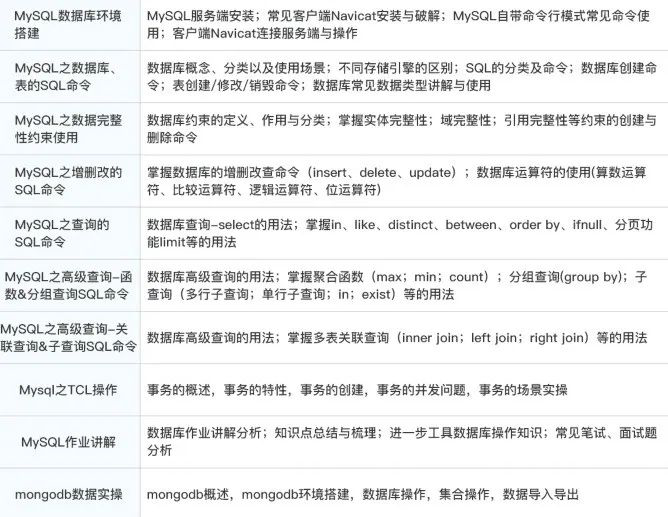 MySQL数据库环境
搭建
MySQL服务端安装；常见客户端Navicat安装与破解；MySQL自带命令行模式常见命令使
用；客户端Navicat连接服务端与操作
MySQL之数据库、
表的SQL命令
数据库概念、分类以及使用场景；不同存储引擎的区别；SQL的分类及命令；数据库创建命
令；表创建/修改/销毁命令；数据库常见数据类型讲解与使用
MySQL之数据完整
性约束使用
数据库约束的定义、作用与分类；掌握实体完整性；域完整性；引用完整性等约束的创建与
删除命令
MySQL之增删改的
SQL命令
掌握数据库的增删改查命令（insert、delete、update）；数据库运算符的使用(算数运算
符、比较运算符、逻辑运算符、位运算符)
MySQL之查询的
SQL命令
数据库查询-select的用法；掌握in、like、distinct、between、order by、ifnull、分页功
能limit等的用法
MySQL之高级查询-函
数&分组查询SQL命令
数据库高级查询的用法；掌握聚合函数（max；min；count）；分组查询(group by)；子
查询（多行子查询；单行子查询；in；exist）等的用法
MySQL之高级查询-关
联查询&子查询SQL命令
数据库高级查询的用法；掌握多表关联查询（inner join；left join；right join）等的用法
Mysql之TCL操作
事务的概述，事务的特性，事务的创建，事务的并发问题，事务的场景实操
MySQL作业讲解
数据库作业讲解分析；知识点总结与梳理；进一步工具数据库操作知识；常见笔试、面试题
分析
mongodb数据实操
mongodb概述，mongodb环境搭建，数据库操作，集合操作，数据导入导出